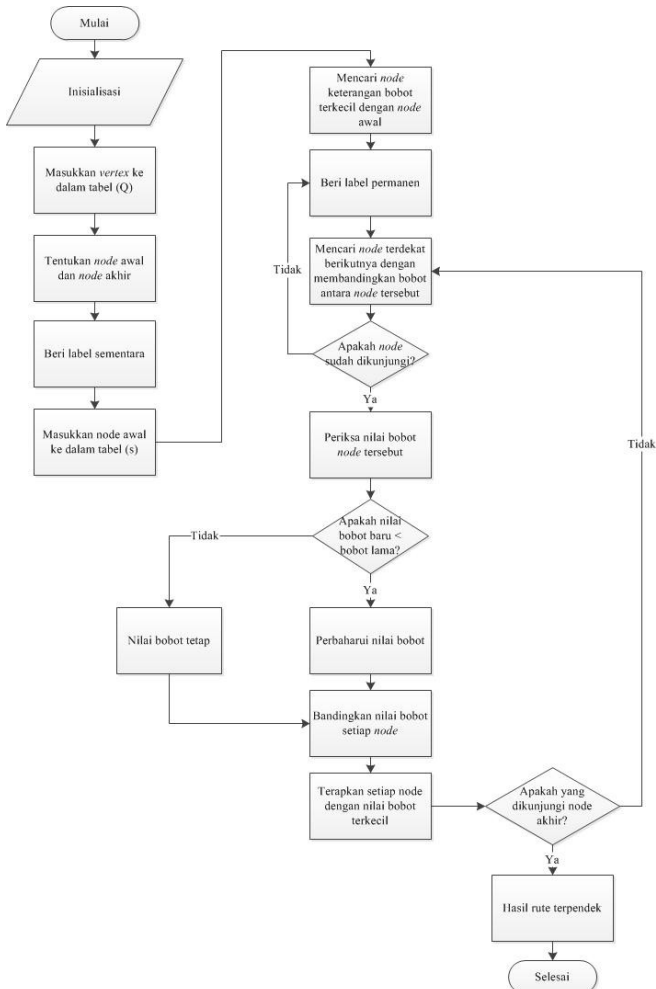 Mulai
Inisialisasi
Masukkan vertex ke
dalam tabel (Q)
Tentukan node awal
dan node akhir
Beri label sementara
Masukkan node awal
ke dalam tabel (s)
Mencari node
keterangan bobot
terkecil dengan node
awal
Beri label permanen
Mencari node terdekat
berikutnya dengan
membandingkan bobot
antara node tersebut
Tidak
Apakah node
sudah dikunjungi?
Ya
Periksa nilai bobot
node tersebut
Apakah nilai
bobot baru <
bobot lama?
Tidak
Ya
Nilai bobot tetap
Perbaharui nilai bobot
Bandingkan nilai bobot
setiap node
Terapkan setiap node
dengan nilai bobot
terkecil
Apakah yang
dikunjungi node
akhir?
Tidak
Ya
Hasil rute terpendek
Selesai